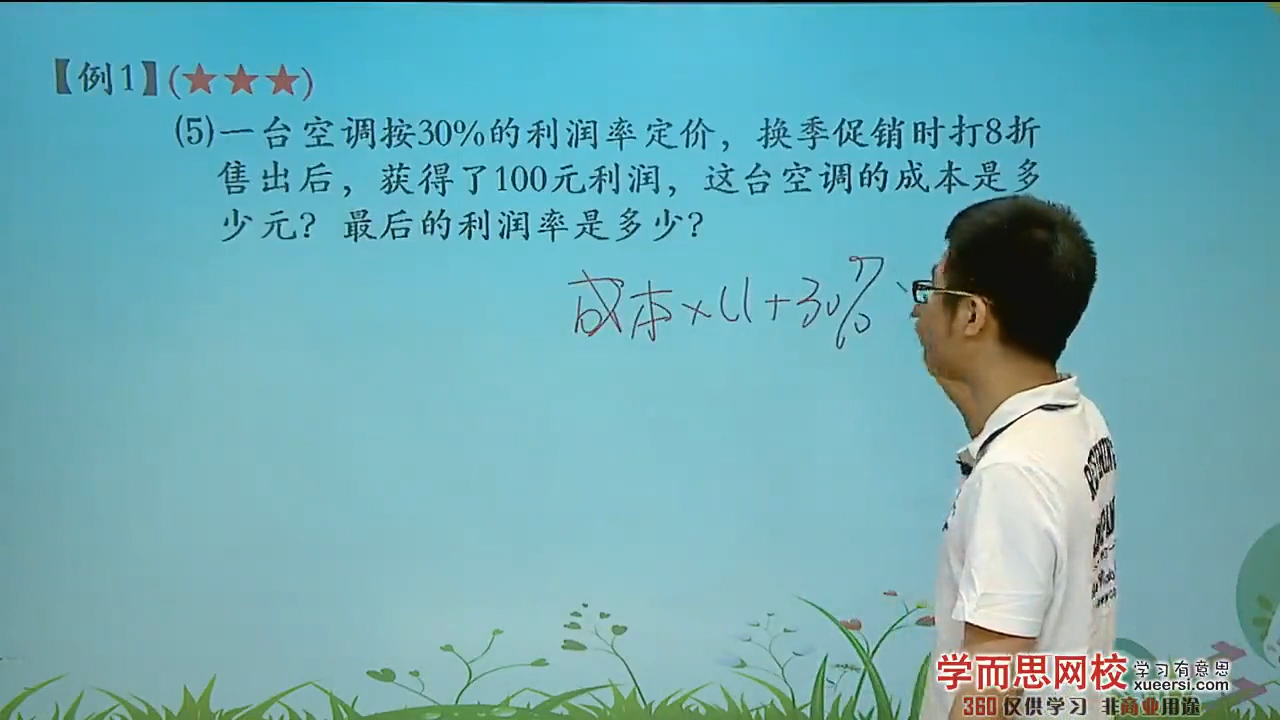 【例1】(★★★)
(5)一台空调按30%的利润率定价，换季促销时打8折
售出后，获得了100元利润，这台空调的成本是多
少元？最后的利润率是多少？
成本×(1+30%
学而思网校 学习有意思
xueersi.com
360 仅供学习 非商业用途